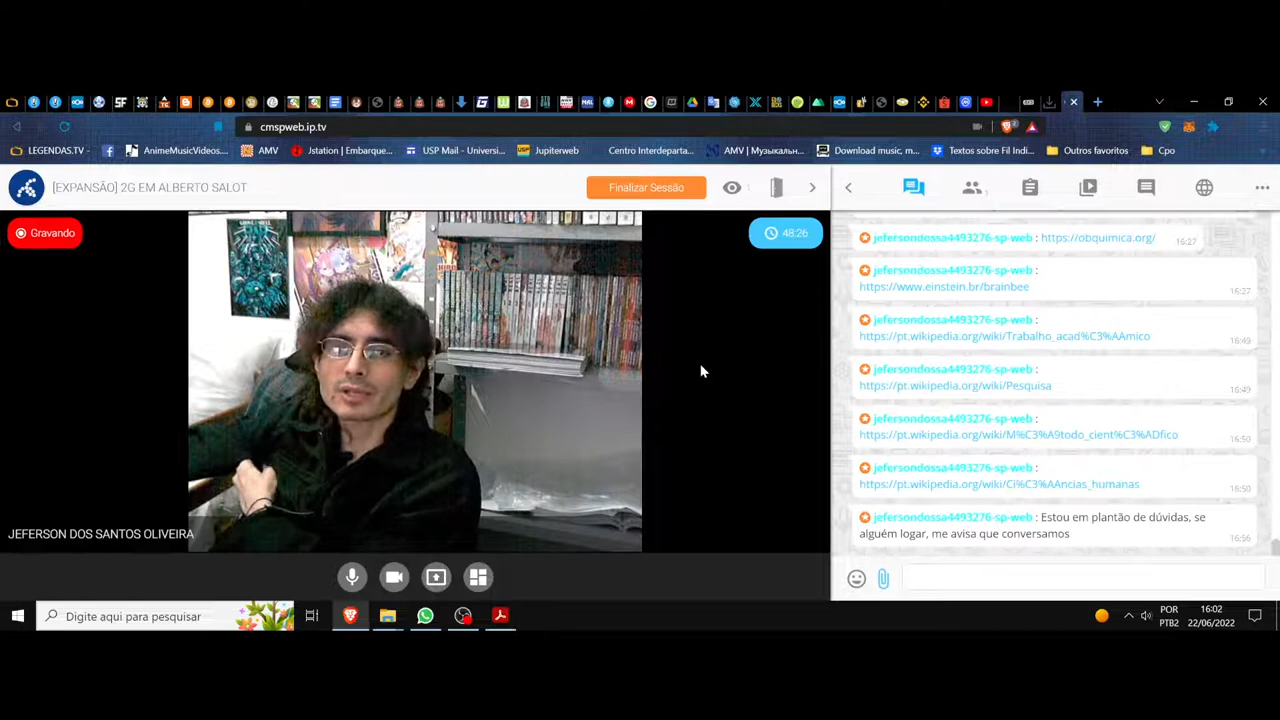 cmspweb.ip.tv
2
LEGENDAS.TV -
AnimeMusicVideos...
AMV
Jstation | Embarque...
USP Mail - Universi...
Jupiterweb
Centro Interdeparta...
AMV | Музыкальн...
Download music, m...
Textos sobre Fil Indi...
Outros favoritos
Cpo
[EXPANSÃO] 2G EM ALBERTO SALOT
Finalizar Sessão
1
1
Gravando
48:26
JEFERSON DOS SANTOS OLIVEIRA
jefersondossa4493276-sp-web : https://obquimica.org/
16:27
jefersondossa4493276-sp-web :
https://www.einstein.br/brainbee
16:27
jefersondossa4493276-sp-web :
https://pt.wikipedia.org/wiki/Trabalho_acad%C3%AAmico
16:49
jefersondossa4493276-sp-web :
https://pt.wikipedia.org/wiki/Pesquisa
16:49
jefersondossa4493276-sp-web :
https://pt.wikipedia.org/wiki/M%C3%A9todo_cient%C3%ADfico
16:50
jefersondossa4493276-sp-web :
https://pt.wikipedia.org/wiki/Ci%C3%AAncias_humanas
16:50
jefersondossa4493276-sp-web : Estou em plantão de dúvidas, se
alguém logar, me avisa que conversamos
16:56
Digite aqui para pesquisar
POR
PTB2
16:02
22/06/2022